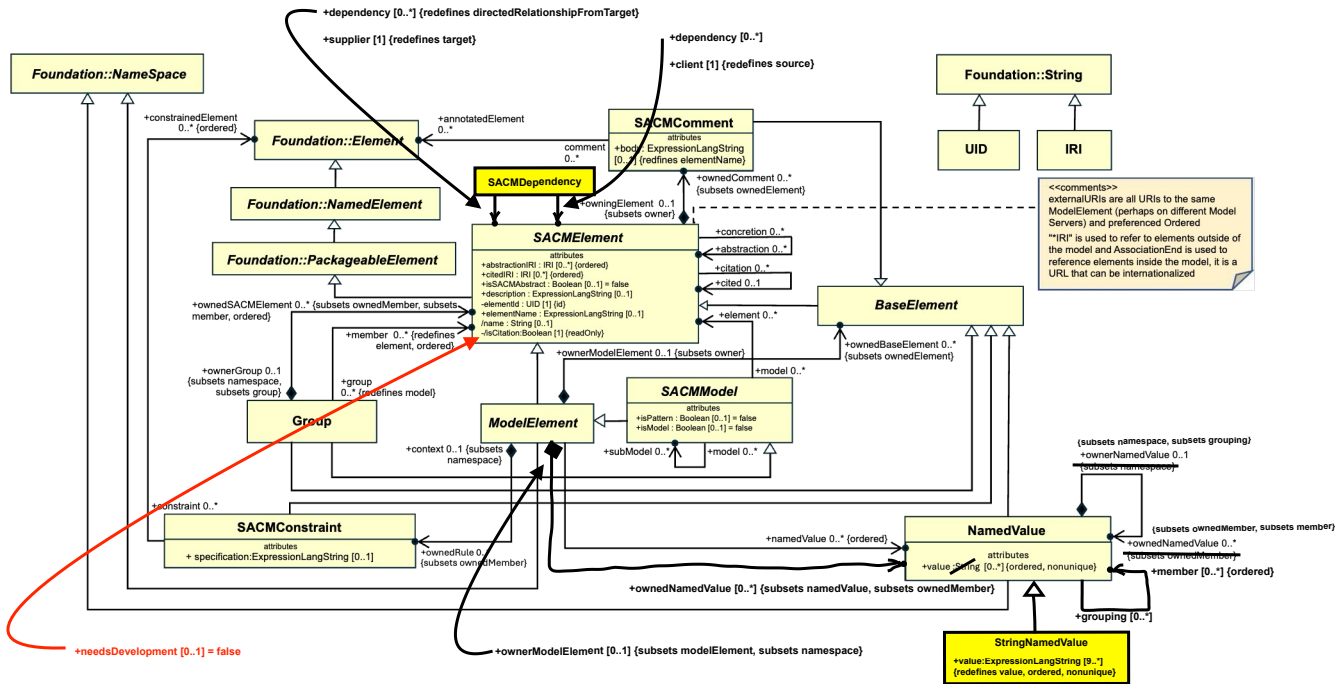 +dependency [0..*] {redefines directedRelationshipFromTarget}
+supplier [1] {redefines target}
+dependency [0..*]
+client [1] {redefines source}
Foundation::NameSpace
Foundation::String
UID
IRI
+constrainedElement
0..* {ordered}
Foundation::Element
+annotatedElement
0..*
comment
0..*
SACMComment
attributes
+body : ExpressionLangString
[0..*] {redfines elementName}
SACMDependency
+ownedComment 0..*
{subsets ownedElement}
+owningElement 0..1
{subsets owner}
<<comments>>
externalURIs are all URIs to the same
ModelElement (perhaps on different Model
Servers) and preferenced Ordered
"*IRI" is used to refer to elements outside of
the model and AssociationEnd is used to
reference elements inside the model, it is a
URL that can be internationalized
Foundation::NamedElement
Foundation::PackageableElement
SACMElement
attributes
+abstractionIRI : IRI [0..*] {ordered}
+citedIRI : IRI [0.*] {ordered}
+isSACMAbstract : Boolean [0..1] = false
+description : ExpressionLangString [0..1]
-elementId : UID [1] {id}
+elementName : ExpressionLangString [0..1]
/name : String [0..1]
-/isCitation:Boolean [1] {readOnly}
+concretion 0..*
+abstraction 0..*
+citation 0..*
+cited 0..1
+ownedSACMElement 0..* {subsets ownedMember, subsets
member, ordered}
BaseElement
+element 0..*
+member 0..* {redefines
element, ordered}
+ownerModelElement 0..1 {subsets owner}
+ownedBaseElement 0..*
{subsets ownedElement}
+ownerGroup 0..1
{subsets namespace,
subsets group}
+group
0..* {redefines model}
+model 0..*
SACMModel
attributes
+isPattern : Boolean [0..1] = false
+isModel : Boolean [0..1] = false
Group
ModelElement
+subModel 0..*
+model 0..*
+context 0..1 {subsets
namespace}
{subsets namespace, subsets grouping}
+ownerNamedValue 0..1
{subsets namespace}
+constraint 0..*
SACMConstraint
attributes
+ specification:ExpressionLangString [0..1]
+ownedRule 0..
{subsets ownedMember}
+namedValue 0..* {ordered}
NamedValue
attributes
+value :String [0..*] {ordered, nonunique}
{subsets ownedMember, subsets member}
+ownedNamedValue 0..*
{subsets ownedMember}
+member [0..*] {ordered}
+ownedNamedValue [0..*] {subsets namedValue, subsets ownedMember}
+grouping [0..*]
StringNamedValue
+value:ExpressionLangString [9..*]
{redefines value, ordered, nonunique}
+needsDevelopment [0..1] = false
+ownerModelElement [0..1] {subsets modelElement, subsets namespace}